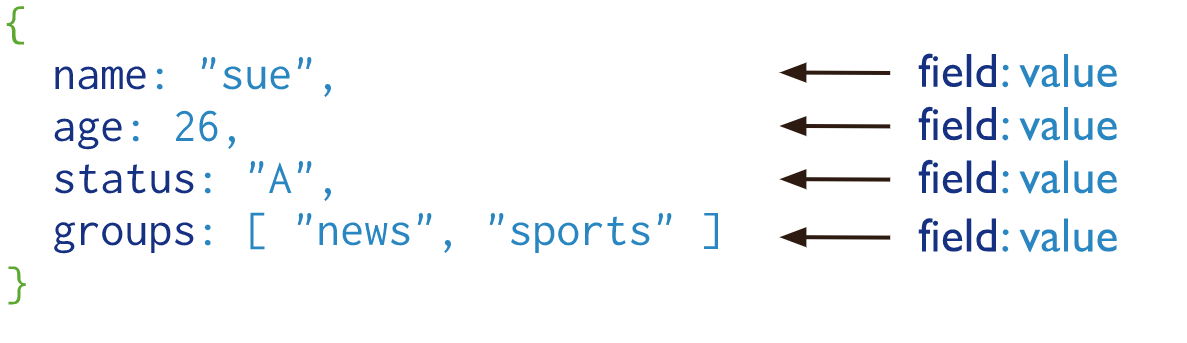 {
name: "sue", field: value
age: 26, field: value
status: "A", field: value
groups: [ "news", "sports" ] field: value
}